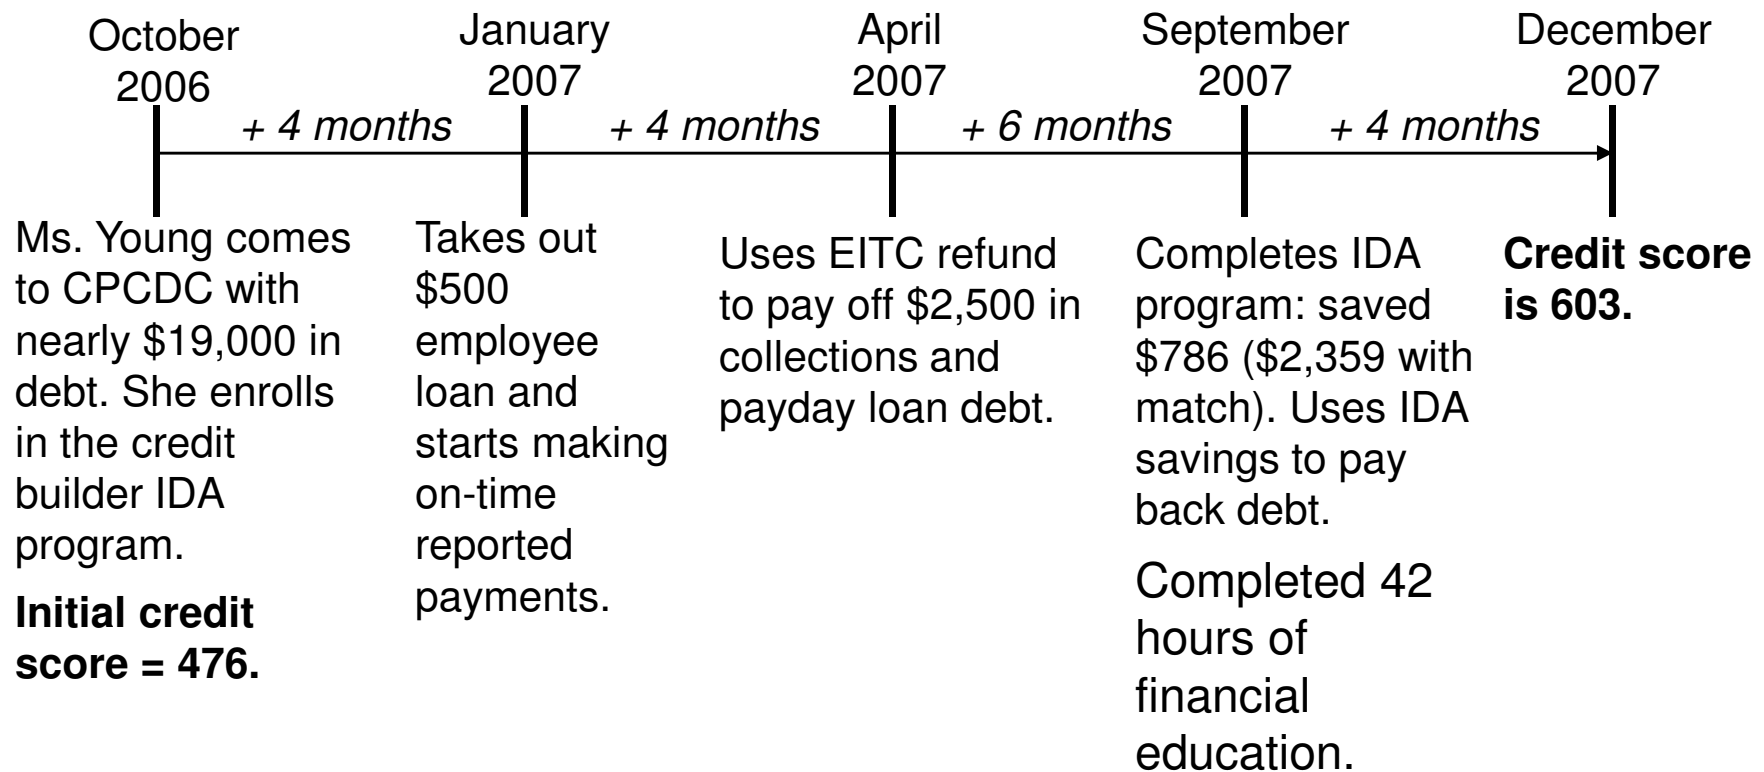 October
2006
January
2007
April
2007
September
2007
December
2007
+ 4 months
+ 4 months
+ 6 months
+ 4 months
Ms. Young comes
to CPCDC with
nearly $19,000 in
debt. She enrolls
in the credit
builder IDA
program.
Initial credit
score = 476.
Takes out
$500
employee
loan and
starts making
on-time
reported
payments.
Uses EITC refund
to pay off $2,500 in
collections and
payday loan debt.
Completes IDA
program: saved
$786 ($2,359 with
match). Uses IDA
savings to pay
back debt.
Completed 42
hours of
financial
education.
Credit score
is 603.